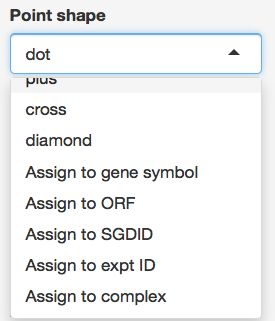 Point shape
dot
plus
cross
diamond
Assign to gene symbol
Assign to ORF
Assign to SGDID
Assign to expt ID
Assign to complex